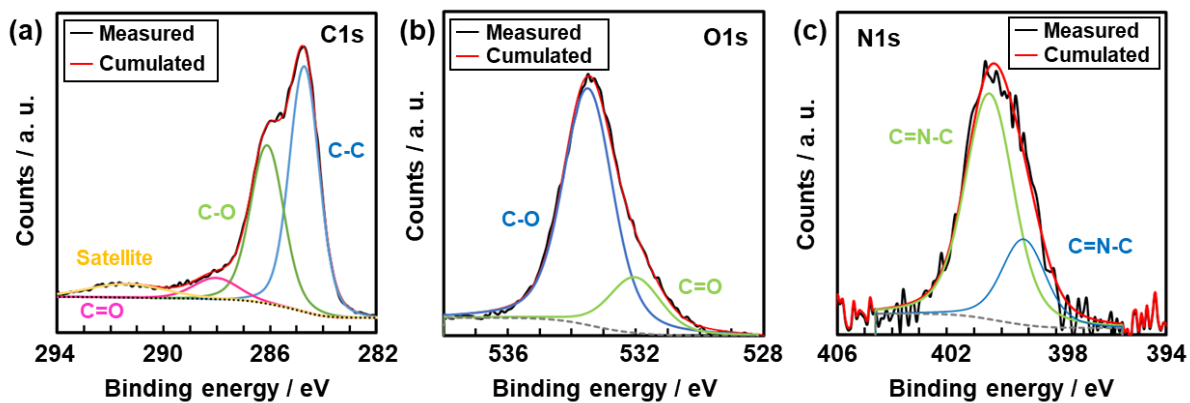 (a)
Measured
Cumulated
C1s
C-C
C-O
Satellite
C=O
Counts / a. u.
294 290 286 282
Binding energy / eV
(b)
Measured
Cumulated
O1s
C-O
C=O
Counts / a. u.
536 532 528
Binding energy / eV
(c)
N1s
Measured
Cumulated
C=N-C
C=N-C
Counts / a. u.
406 402 398 394
Binding energy / eV